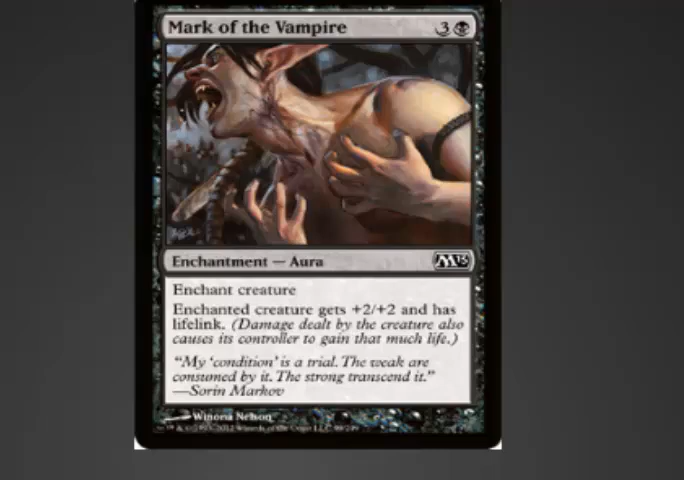 Mark of the Vampire 3
Enchantment — Aura M13
Enchant creature
Enchanted creature gets +2/+2 and has
lifelink. (Damage dealt by the creature also
causes its controller to gain that much life.)
“My ‘condition’ is a trial. The weak are
consumed by it. The strong transcend it.”
—Sorin Markov
Winona Nelson